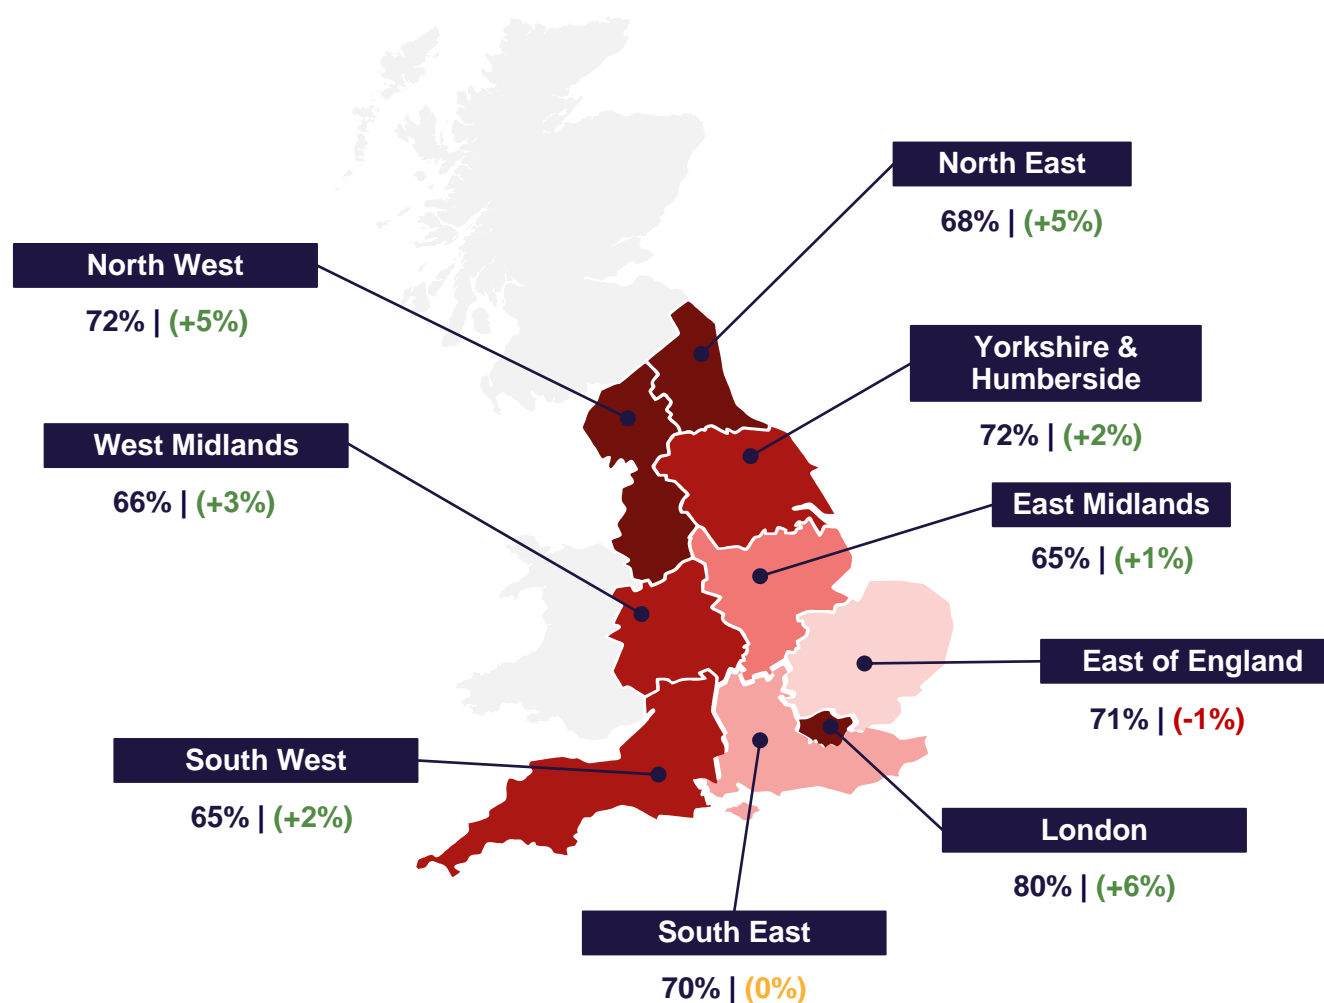 North East
68% | (+5%)
North West
72% | (+5%)
Yorkshire &
Humberside
72% | (+2%)
West Midlands
66% | (+3%)
East Midlands
65% | (+1%)
East of England
71% | (-1%)
South West
65% | (+2%)
London
80% | (+6%)
South East
70% | (0%)